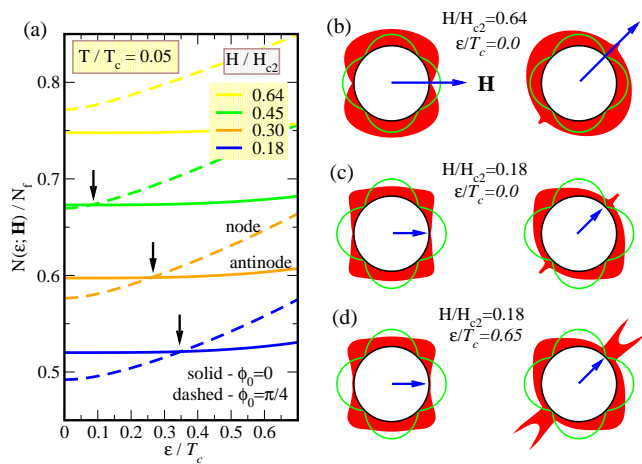 (a)
T / T_c = 0.05
H / H_c2
0.64
0.45
0.30
0.18
node
antinode
solid - ϕ_0=0
dashed - ϕ_0=π/4
N(ε; H) / N_f
0.8
0.7
0.6
0.5
0
0.1
0.2
0.3
0.4
0.5
0.6
ε / T_c
(b)
H/H_c2=0.64
ε/T_c=0.0
H
(c)
H/H_c2=0.18
ε/T_c=0.0
(d)
H/H_c2=0.18
ε/T_c=0.65